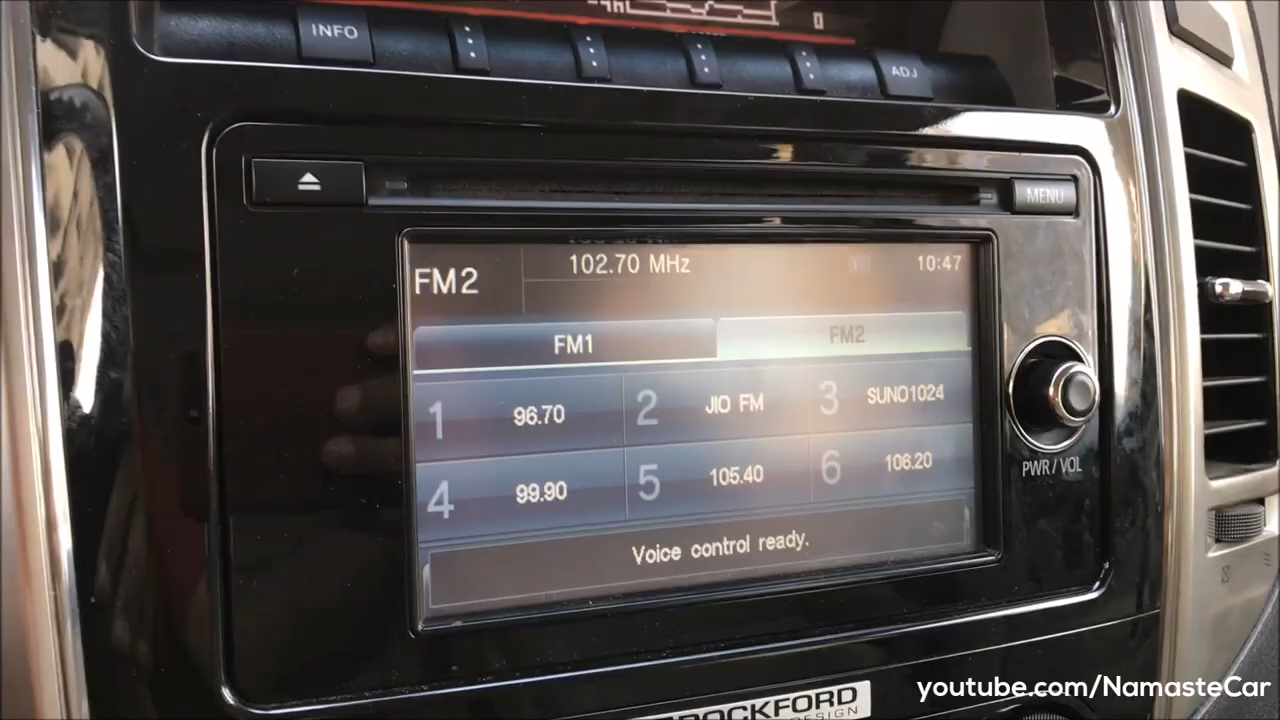 INFO
ADJ
MENU
FM2
102.70 MHz
10:47
FM1
FM2
1 96.70
2 JIO FM
3 SUNO1024
4 99.90
5 105.40
6 106.20
Voice control ready.
PWR / VOL
ROCKFORD
DESIGN
youtube.com/NamasteCar